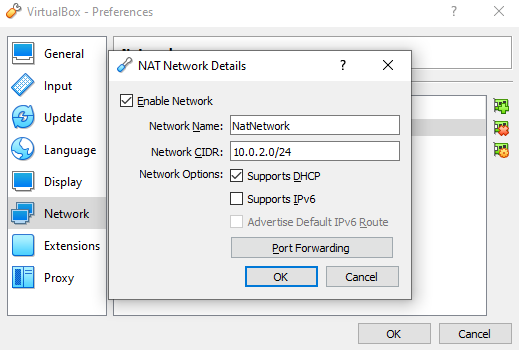 VirtualBox - Preferences
General
Input
Update
Language
Display
Network
Extensions
Proxy
NAT Network Details
?
Enable Network
Network Name: NatNetwork
Network CIDR: 10.0.2.0/24
Network Options: Supports DHCP
Supports IPv6
Advertise Default IPv6 Route
Port Forwarding
OK Cancel
OK Cancel